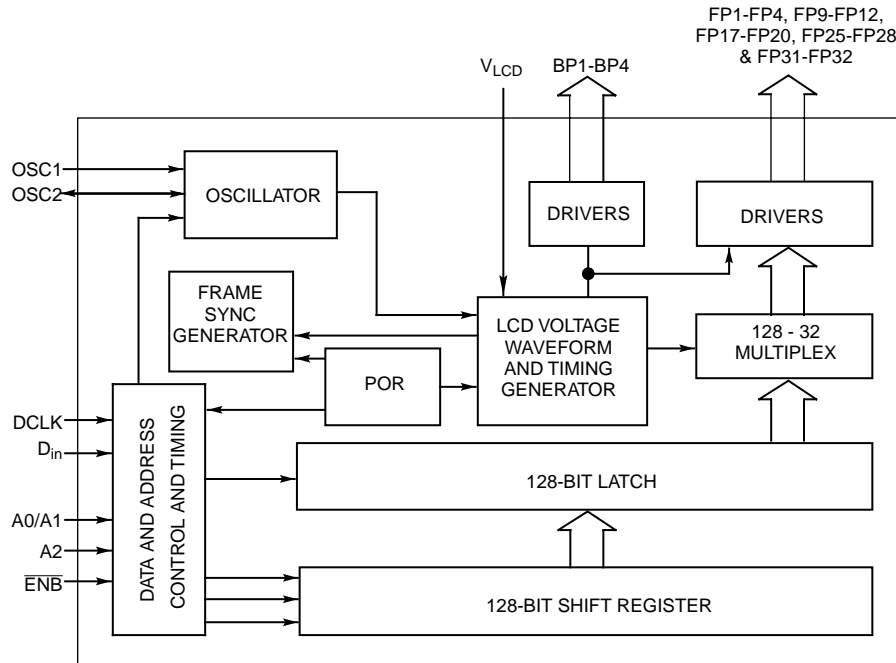 FP1-FP4, FP9-FP12,
FP17-FP20, FP25-FP28
& FP31-FP32
VLCD
BP1-BP4
OSC1
OSC2
OSCILLATOR
DRIVERS
DRIVERS
FRAME
SYNC
GENERATOR
LCD VOLTAGE
WAVEFORM
AND TIMING
GENERATOR
128 - 32
MULTIPLEX
POR
DCLK
Din
A0/A1
A2
ENB
DATA AND ADDRESS
CONTROL AND TIMING
128-BIT LATCH
128-BIT SHIFT REGISTER